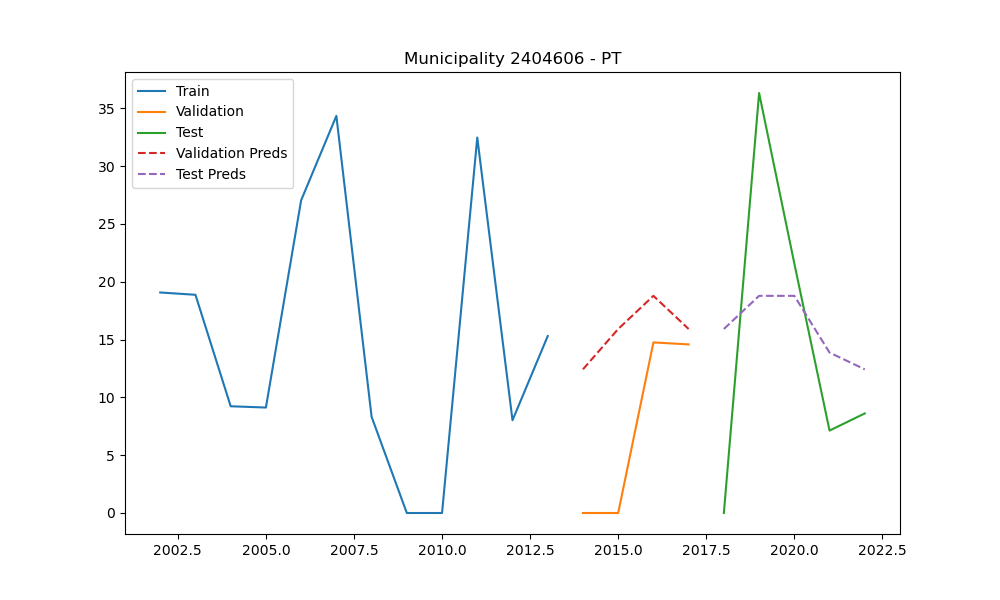 Municipality 2404606 - PT
Train
Validation
Test
Validation Preds
Test Preds
35
30
25
20
15
10
5
0
2002.5 2005.0 2007.5 2010.0 2012.5 2015.0 2017.5 2020.0 2022.5